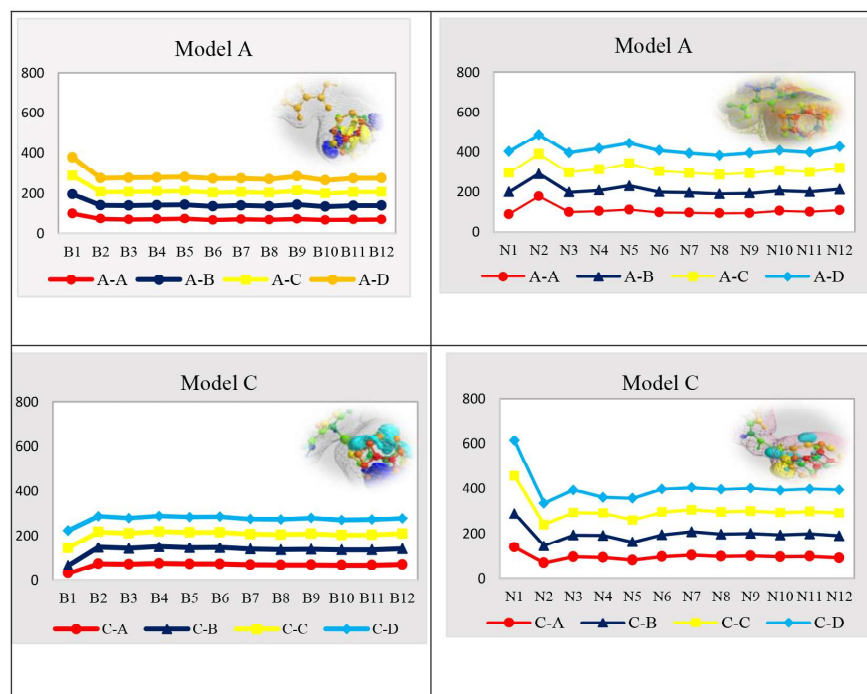 Model A
800
600
400
200
0
B1 B2 B3 B4 B5 B6 B7 B8 B9 B10 B11 B12
A-A A-B A-C A-D
Model A
800
600
400
200
0
N1 N2 N3 N4 N5 N6 N7 N8 N9 N10 N11 N12
A-A A-B A-C A-D
Model C
800
600
400
200
0
B1 B2 B3 B4 B5 B6 B7 B8 B9 B10 B11 B12
C-A C-B C-C C-D
Model C
800
600
400
200
0
N1 N2 N3 N4 N5 N6 N7 N8 N9 N10 N11 N12
C-A C-B C-C C-D